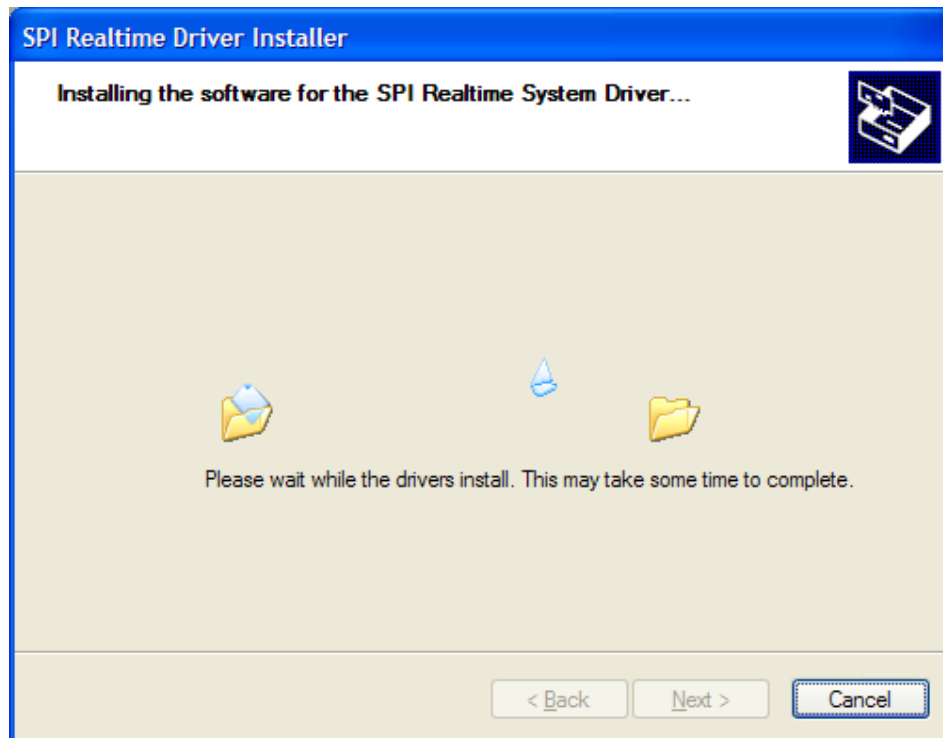 SPI Realtime Driver Installer
Installing the software for the SPI Realtime System Driver...
Please wait while the drivers install. This may take some time to complete.
< Back Next > Cancel